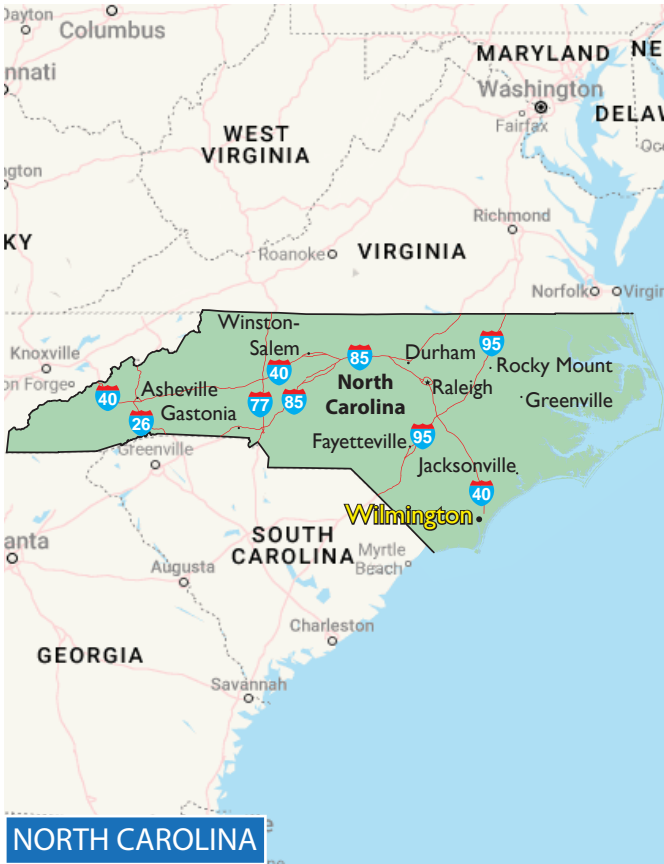 Dayton
Columbus
nnati
MARYLAND
NE
Washington
Fairfax
DELAW
WEST
VIRGINIA
Oc
gton
Richmond
KY
Roanoke
VIRGINIA
Norfolk
Virgin
Winston-
Salem
85
95
Durham
Knoxville
40
Rocky Mount
on Forge
Asheville
North
Carolina
Raleigh
40
Greenville
Gastonia
77
85
26
Fayetteville
95
Greenville
Jacksonville
40
Wilmington
SOUTH
CAROLINA
anta
Myrtle
Beach
Augusta
Charleston
GEORGIA
Savannah
NORTH CAROLINA